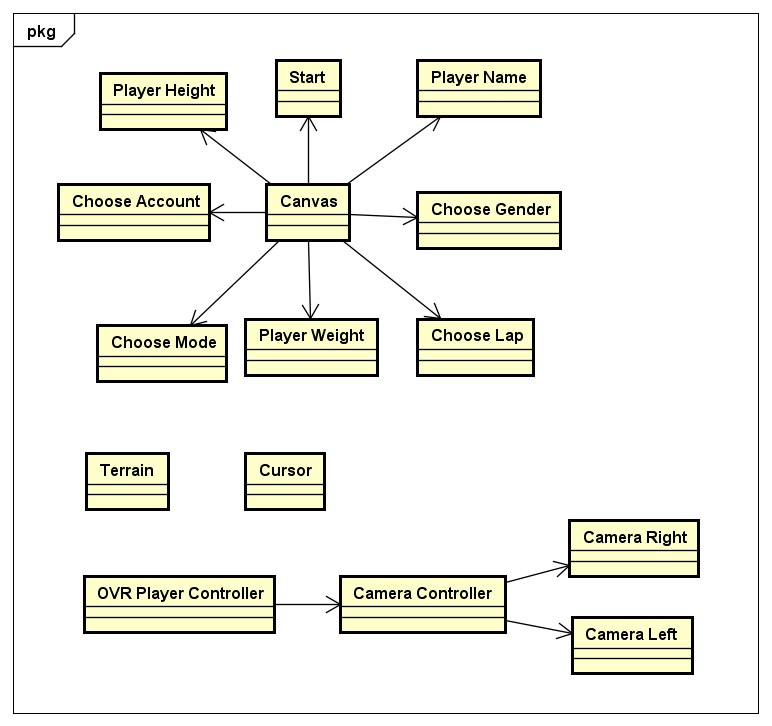 pkg
Player Height
Start
Player Name
Choose Account
Canvas
Choose Gender
Choose Mode
Player Weight
Choose Lap
Terrain
Cursor
Camera Right
OVR Player Controller
Camera Controller
Camera Left